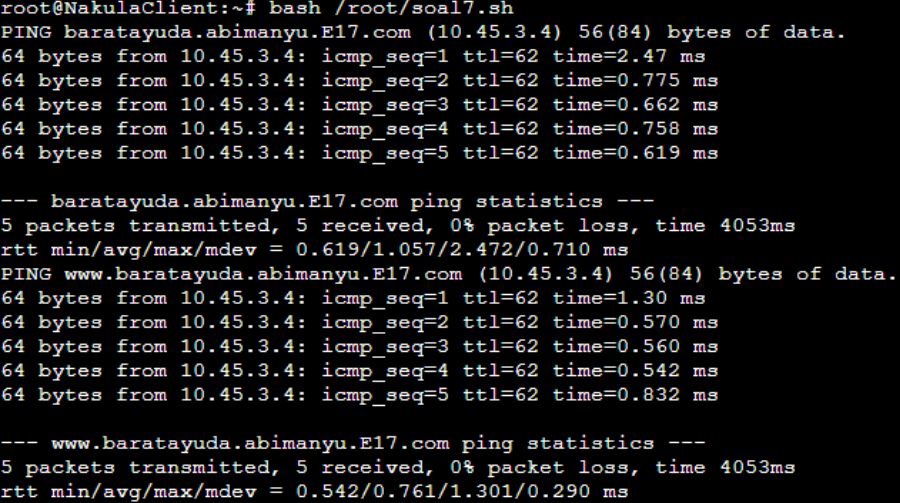 root@NakulaClient:~# bash /root/soal7.sh
PING baratayuda.abimanyu.E17.com (10.45.3.4) 56(84) bytes of data.
64 bytes from 10.45.3.4: icmp_seq=1 ttl=62 time=2.47 ms
64 bytes from 10.45.3.4: icmp_seq=2 ttl=62 time=0.775 ms
64 bytes from 10.45.3.4: icmp_seq=3 ttl=62 time=0.662 ms
64 bytes from 10.45.3.4: icmp_seq=4 ttl=62 time=0.758 ms
64 bytes from 10.45.3.4: icmp_seq=5 ttl=62 time=0.619 ms

--- baratayuda.abimanyu.E17.com ping statistics ---
5 packets transmitted, 5 received, 0% packet loss, time 4053ms
rtt min/avg/max/mdev = 0.619/1.057/2.472/0.710 ms
PING www.baratayuda.abimanyu.E17.com (10.45.3.4) 56(84) bytes of data.
64 bytes from 10.45.3.4: icmp_seq=1 ttl=62 time=1.30 ms
64 bytes from 10.45.3.4: icmp_seq=2 ttl=62 time=0.570 ms
64 bytes from 10.45.3.4: icmp_seq=3 ttl=62 time=0.560 ms
64 bytes from 10.45.3.4: icmp_seq=4 ttl=62 time=0.542 ms
64 bytes from 10.45.3.4: icmp_seq=5 ttl=62 time=0.832 ms

--- www.baratayuda.abimanyu.E17.com ping statistics ---
5 packets transmitted, 5 received, 0% packet loss, time 4053ms
rtt min/avg/max/mdev = 0.542/0.761/1.301/0.290 ms